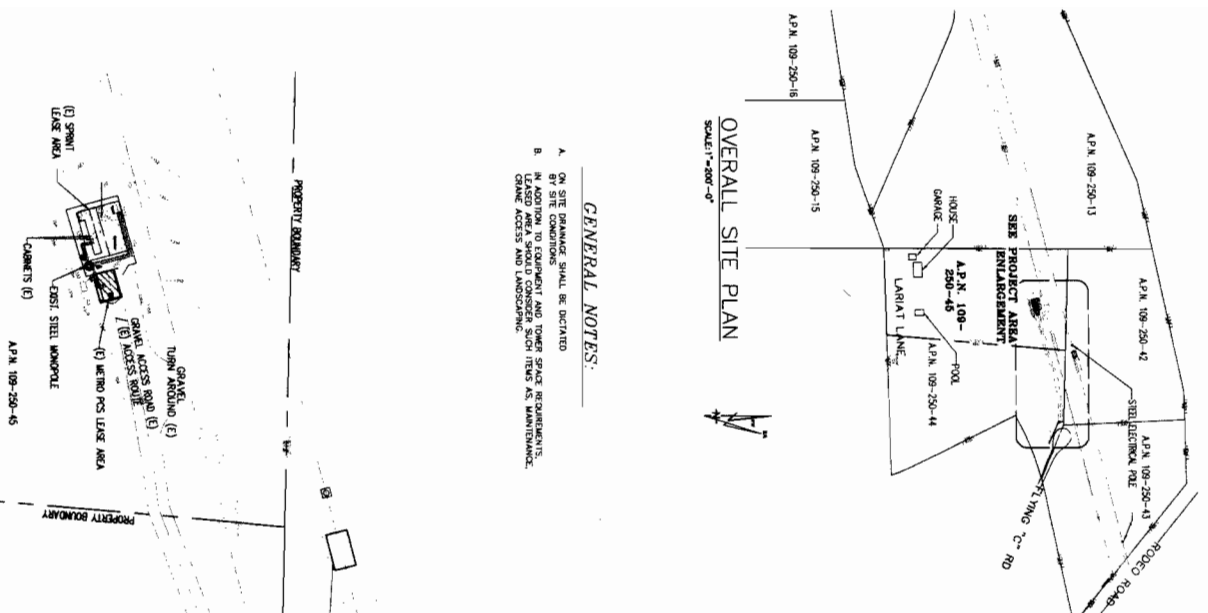 OVERALL SITE PLAN
SCALE:1"=200'-0"
A.P.N. 109-250-16
A.P.N. 109-250-15
A.P.N. 109-250-13
A.P.N. 109-250-42
A.P.N. 109-250-43
A.P.N. 109-250-44
A.P.N. 109-
250-45
SEE PROJECT AREA
ENLARGEMENT
HOUSE
GARAGE
LARIAT LANE
POOL
STEEL ELECTRICAL POLE
FLYING "C" RD
RODEO ROAD
GENERAL NOTES:
A. ON SITE DRAINAGE SHALL BE DICTATED
BY SITE CONDITIONS
B. IN ADDITION TO EQUIPMENT AND TOWER SPACE REQUIREMENTS,
LEASED AREA SHOULD CONSIDER SUCH ITEMS AS, MAINTENANCE,
CRANE ACCESS AND LANDSCAPING.
PROPERTY BOUNDARY
(E) SPRINT
LEASE AREA
CABINETS (E)
EXIST. STEEL MONOPOLE
(E) METRO PCS LEASE AREA
GRAVEL ACCESS ROAD (E)
/ (E) ACCESS ROUTE
GRAVEL
TURN AROUND (E)
A.P.N. 109-250-45
PROPERTY BOUNDARY